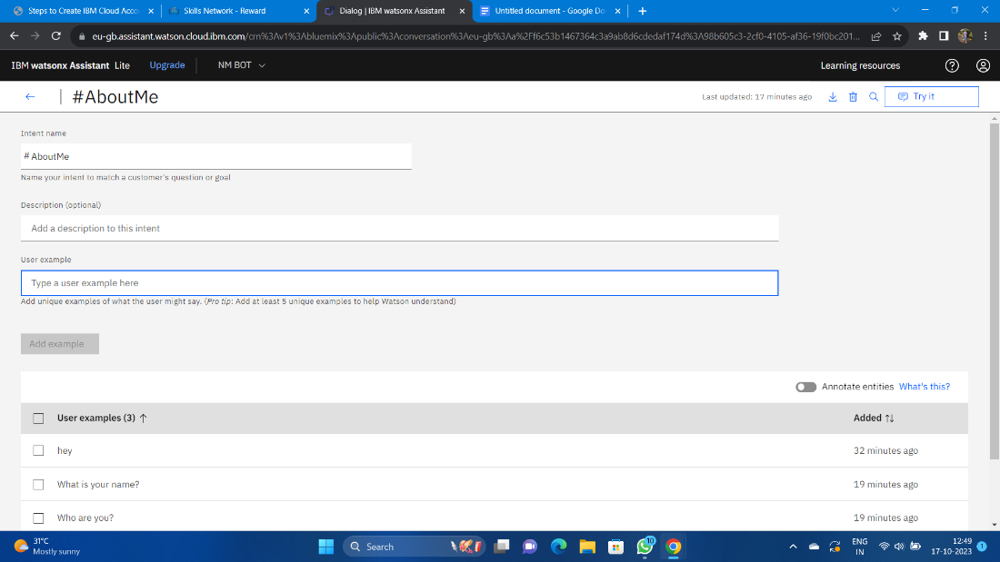 Steps to Create IBM Cloud Acco
Skills Network - Reward
Dialog | IBM watsonx Assistant
Untitled document - Google Do
eu-gb.assistant.watson.cloud.ibm.com/crn%3Av1%3Abluemix%3Apublic%3Aconversation%3Aeu-gb%3Aa%2Ff6c53b1467364c3a9ab8d6cdedaf174d%3A98b605c3-2cf0-4105-af36-19f0bc201...
IBM watsonx Assistant Lite
Upgrade
NM BOT
Learning resources
#AboutMe
Last updated: 17 minutes ago
Try it
Intent name
# AboutMe
Name your intent to match a customer's question or goal
Description (optional)
Add a description to this intent
User example
Type a user example here
Add unique examples of what the user might say. (Pro tip: Add at least 5 unique examples to help Watson understand)
Add example
Annotate entities What's this?
User examples (3) ↑ Added ↑↓
hey 32 minutes ago
What is your name? 19 minutes ago
Who are you? 19 minutes ago
31°C
Mostly sunny
Search
10
ENG
IN
12:49
17-10-2023
1